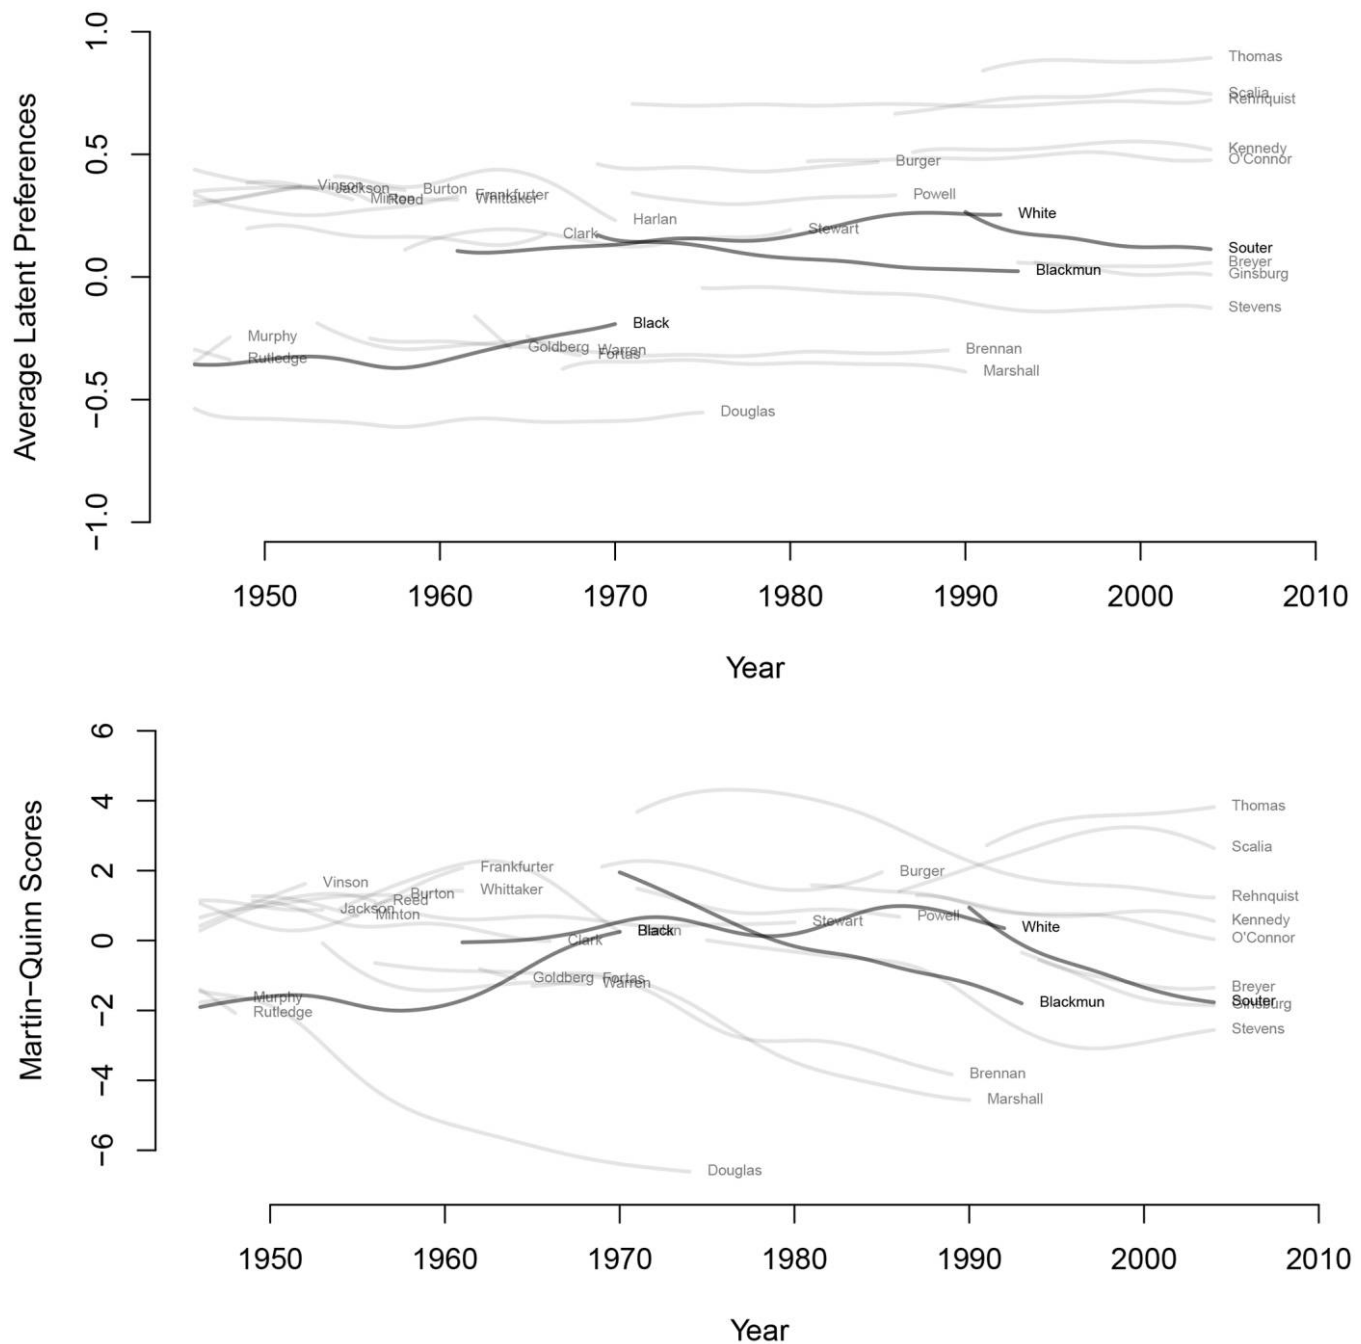 Average Latent Preferences
1.0
0.5
0.0
−0.5
−1.0
Thomas
Scalia
Rehnquist
Kennedy
O'Connor
Burger
Powell
Vinson
Jackson
Burton
Minton
Reed
Frankfurter
Whittaker
Harlan
White
Clark
Stewart
Souter
Breyer
Ginsburg
Blackmun
Stevens
Black
Murphy
Rutledge
Goldberg
Warren
Fortas
Brennan
Marshall
Douglas
1950 1960 1970 1980 1990 2000 2010
Year
Martin−Quinn Scores
6
4
2
0
−2
−4
−6
Thomas
Scalia
Frankfurter
Burger
Vinson
Whittaker
Burton
Reed
Rehnquist
Jackson
Minton
Powell
Kennedy
Stewart
White
Black
Clark
O'Connor
Goldberg
Fortas
Warren
Breyer
Murphy
Rutledge
Blackmun
Souter
Ginsburg
Stevens
Brennan
Marshall
Douglas
1950 1960 1970 1980 1990 2000 2010
Year